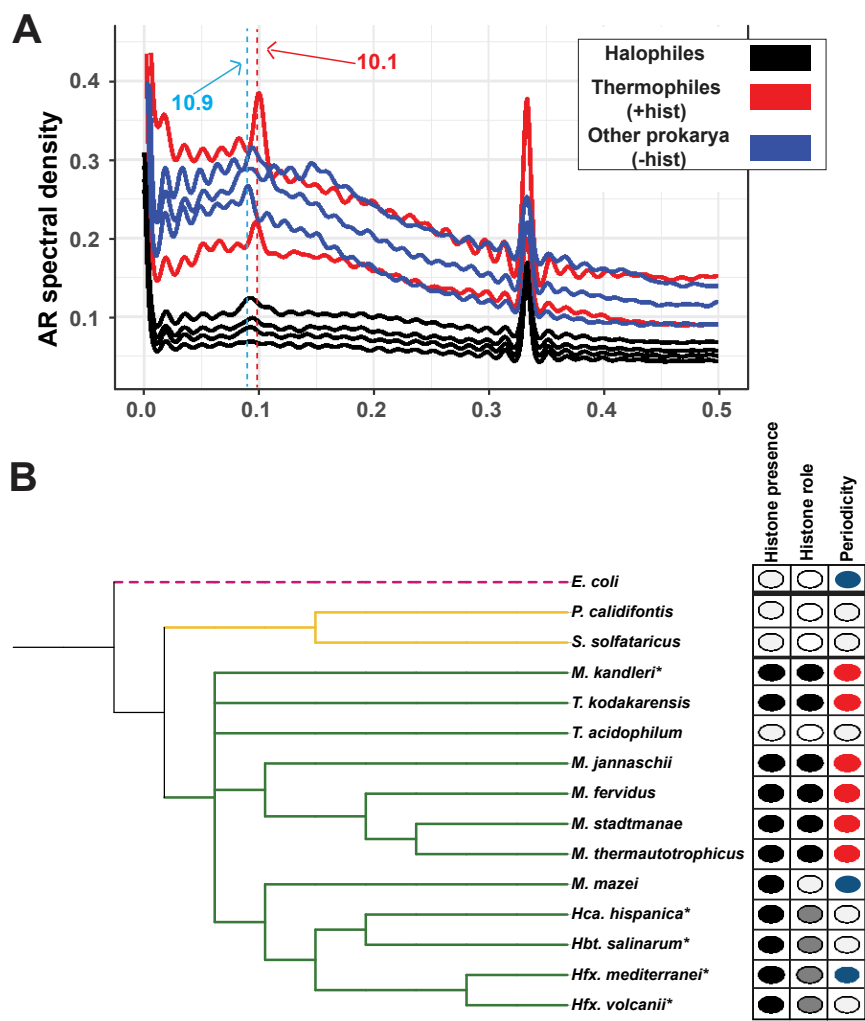 A
AR spectral density
0.4
0.3
0.2
0.1
0.0
0.1
0.2
0.3
0.4
0.5
10.9
10.1
Halophiles
Thermophiles
(+hist)
Other prokarya
(-hist)
B
Histone presence
Histone role
Periodicity
E. coli
P. calidifontis
S. solfataricus
M. kandleri*
T. kodakarensis
T. acidophilum
M. jannaschii
M. fervidus
M. stadtmanae
M. thermautotrophicus
M. mazei
Hca. hispanica*
Hbt. salinarum*
Hfx. mediterranei*
Hfx. volcanii*